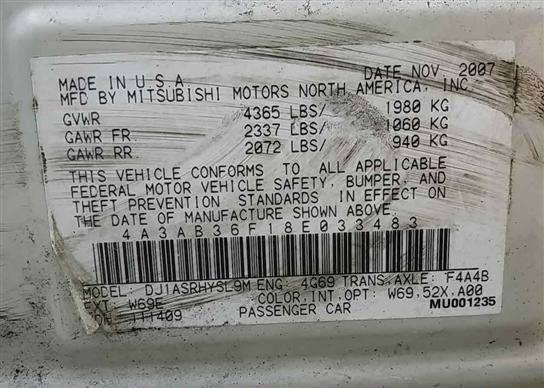 MADE IN U.S.A. DATE NOV, 2007
MFD BY MITSUBISHI MOTORS NORTH AMERICA, INC
GVWR 4365 LBS/ 1980 KG
GAWR FR 2337 LBS/ 1060 KG
GAWR RR 2072 LBS/ 940 KG
THIS VEHICLE CONFORMS TO ALL APPLICABLE
FEDERAL MOTOR VEHICLE SAFETY, BUMPER, AND
THEFT PREVENTION STANDARDS IN EFFECT ON
THE DATE OF MANUFACTURE SHOWN ABOVE.
4A3AB36F18E033483
MODEL: DJ1ASRHYSL9M ENG. 4G69 TRANS.AXLE: F4A4B
EXT: W69E COLOR,INT,OPT: W69,52X,A00
11409 PASSENGER CAR MU001235